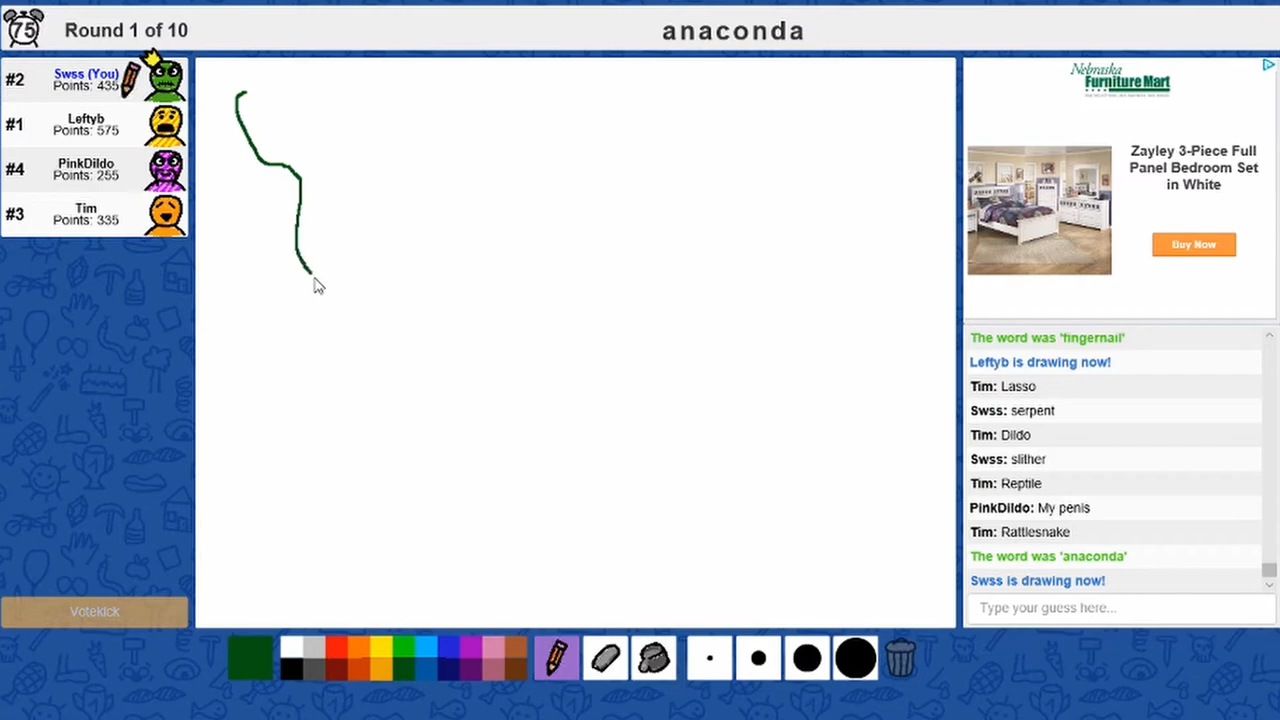 75
Round 1 of 10
anaconda
#2
Swss (You)
Points: 435
#1
Leftyb
Points: 575
#4
PinkDildo
Points: 255
#3
Tim
Points: 335
Votekick
Nebraska
Furniture Mart
Zayley 3-Piece Full
Panel Bedroom Set
in White
Buy Now
The word was 'fingernail'
Leftyb is drawing now!
Tim: Lasso
Swss: serpent
Tim: Dildo
Swss: slither
Tim: Reptile
PinkDildo: My penis
Tim: Rattlesnake
The word was 'anaconda'
Swss is drawing now!
Type your guess here...